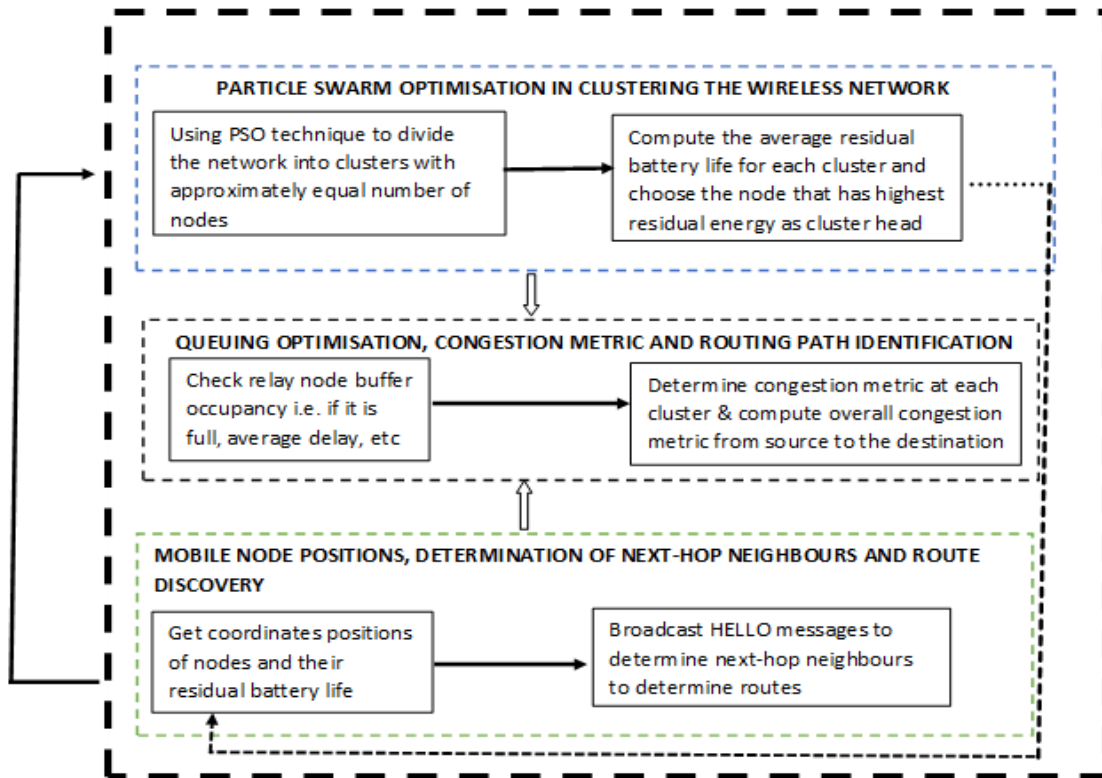 PARTICLE SWARM OPTIMISATION IN CLUSTERING THE WIRELESS NETWORK
Using PSO technique to divide
the network into clusters with
approximately equal number of
nodes
Compute the average residual
battery life for each cluster and
choose the node that has highest
residual energy as cluster head
QUEUING OPTIMISATION, CONGESTION METRIC AND ROUTING PATH IDENTIFICATION
Check relay node buffer
occupancy i.e. if it is
full, average delay, etc
Determine congestion metric at each
cluster & compute overall congestion
metric from source to the destination
MOBILE NODE POSITIONS, DETERMINATION OF NEXT-HOP NEIGHBOURS AND ROUTE
DISCOVERY
Get coordinates positions
of nodes and their
residual battery life
Broadcast HELLO messages to
determine next-hop neighbours
to determine routes